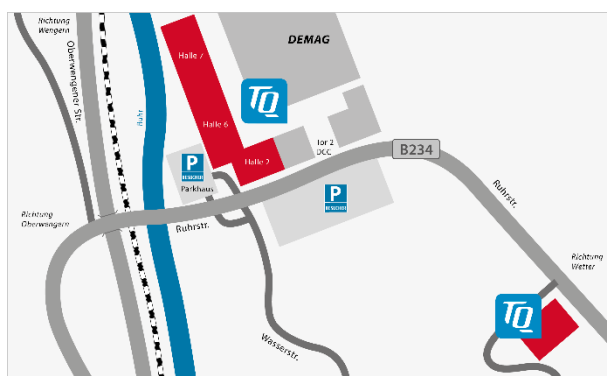 Richtung
Wengern
Oberwengener Str.
Ruhr
Halle 7
DEMAG
TQ
Halle 6
Halle 2
Tor 2
DCC
B234
P
BESUCHER
Parkhaus
P
BESUCHER
Ruhrstr.
Richtung
Oberwengern
Ruhrstr.
Richtung
Wetter
TQ
Wasserstr.